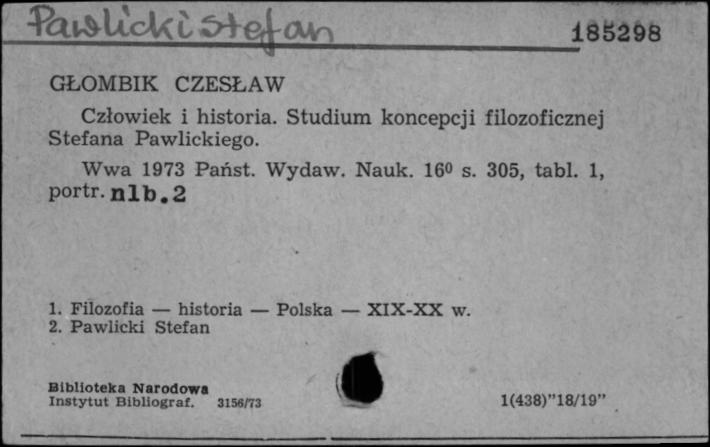 Pawlicki Stefan
185298
GŁOMBIK CZESŁAW
Człowiek i historia. Studium koncepcji filozoficznej
Stefana Pawlickiego.
Wwa 1973 Państ. Wydaw. Nauk. 16⁰ s. 305, tabl. 1,
portr. nlb.2
1. Filozofia — historia — Polska — XIX-XX w.
2. Pawlicki Stefan
Biblioteka Narodowa
Instytut Bibliograf. 3156/73
1(438)"18/19"